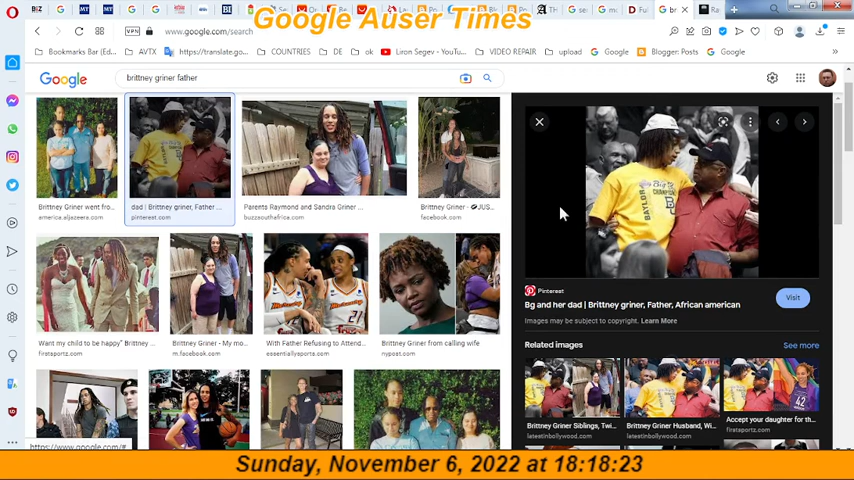 Google Auser Times
www.google.com/search
VPN
Bookmarks Bar (Ed...
AVTX
https://translate.go...
COUNTRIES
DE
ok
Liron Segev - YouTu...
VIDEO REPAIR
upload
Google
Blogger: Posts
Google
Google
brittney griner father
Brittney Griner went fro...
america.aljazeera.com
dad | Brittney griner, Father ...
pinterest.com
Parents Raymond and Sandra Griner ...
buzzsouthafrica.com
Brittney Griner - JUS...
facebook.com
Want my child to be happy" Brittney ...
firstsportz.com
Brittney Griner - My mo...
m.facebook.com
With Father Refusing to Attend...
essentiallysports.com
Brittney Griner from calling wife
nypost.com
BAYLOR
Pinterest
Bg and her dad | Brittney griner, Father, African american
Visit
Images may be subject to copyright. Learn More
Related images
See more
Brittney Griner Siblings, Twi...
latestinbollywood.com
Brittney Griner Husband, Wi...
latestinbollywood.com
Accept your daughter for th...
firstsportz.com
https://www.google.com/#
Sunday, November 6, 2022 at 18:18:23